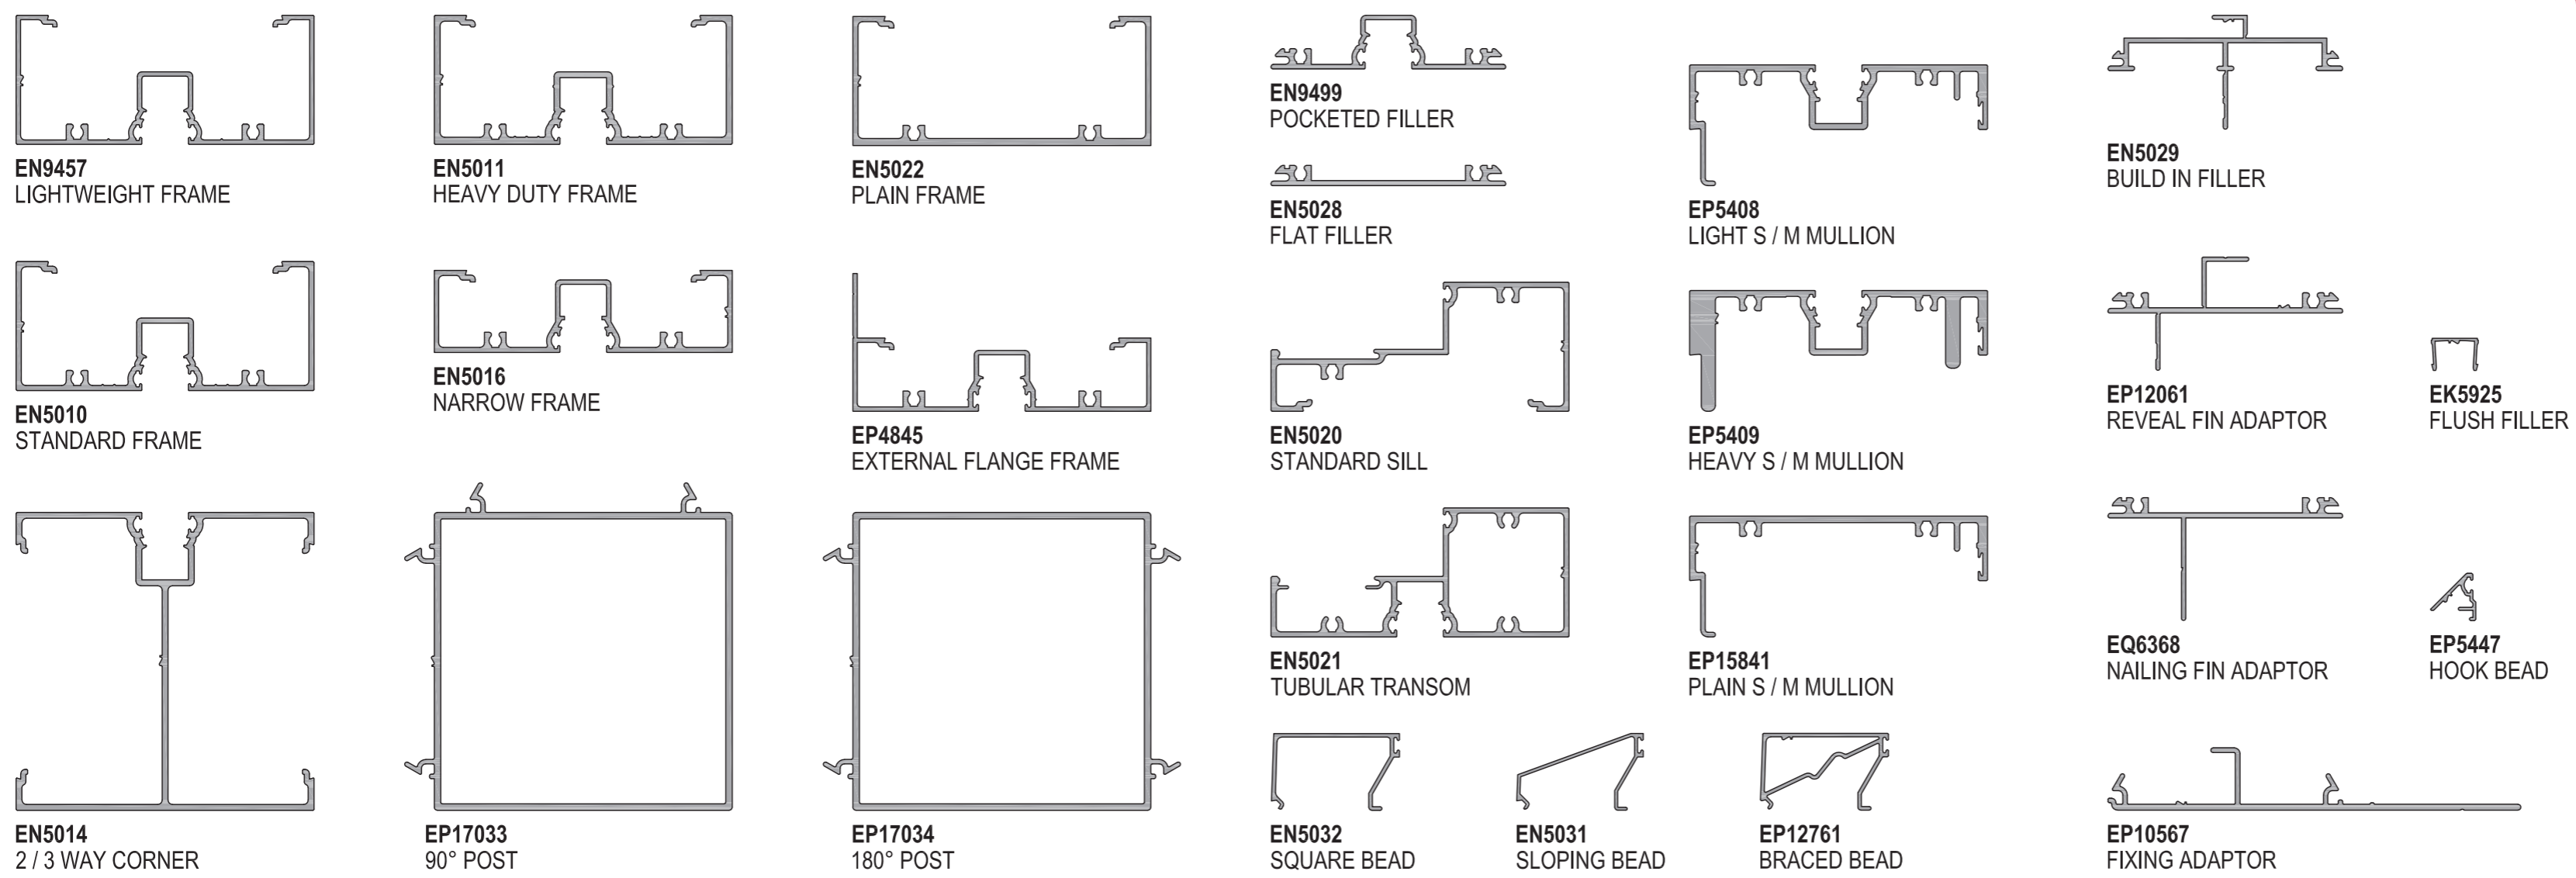 EN9457
LIGHTWEIGHT FRAME
EN5011
HEAVY DUTY FRAME
EN5022
PLAIN FRAME
EN9499
POCKETED FILLER
EN5028
FLAT FILLER
EP5408
LIGHT S / M MULLION
EN5029
BUILD IN FILLER
EN5010
STANDARD FRAME
EN5016
NARROW FRAME
EP4845
EXTERNAL FLANGE FRAME
EN5020
STANDARD SILL
EP5409
HEAVY S / M MULLION
EP12061
REVEAL FIN ADAPTOR
EK5925
FLUSH FILLER
EN5021
TUBULAR TRANSOM
EP15841
PLAIN S / M MULLION
EQ6368
NAILING FIN ADAPTOR
EP5447
HOOK BEAD
EN5014
2 / 3 WAY CORNER
EP17033
90° POST
EP17034
180° POST
EN5032
SQUARE BEAD
EN5031
SLOPING BEAD
EP12761
BRACED BEAD
EP10567
FIXING ADAPTOR